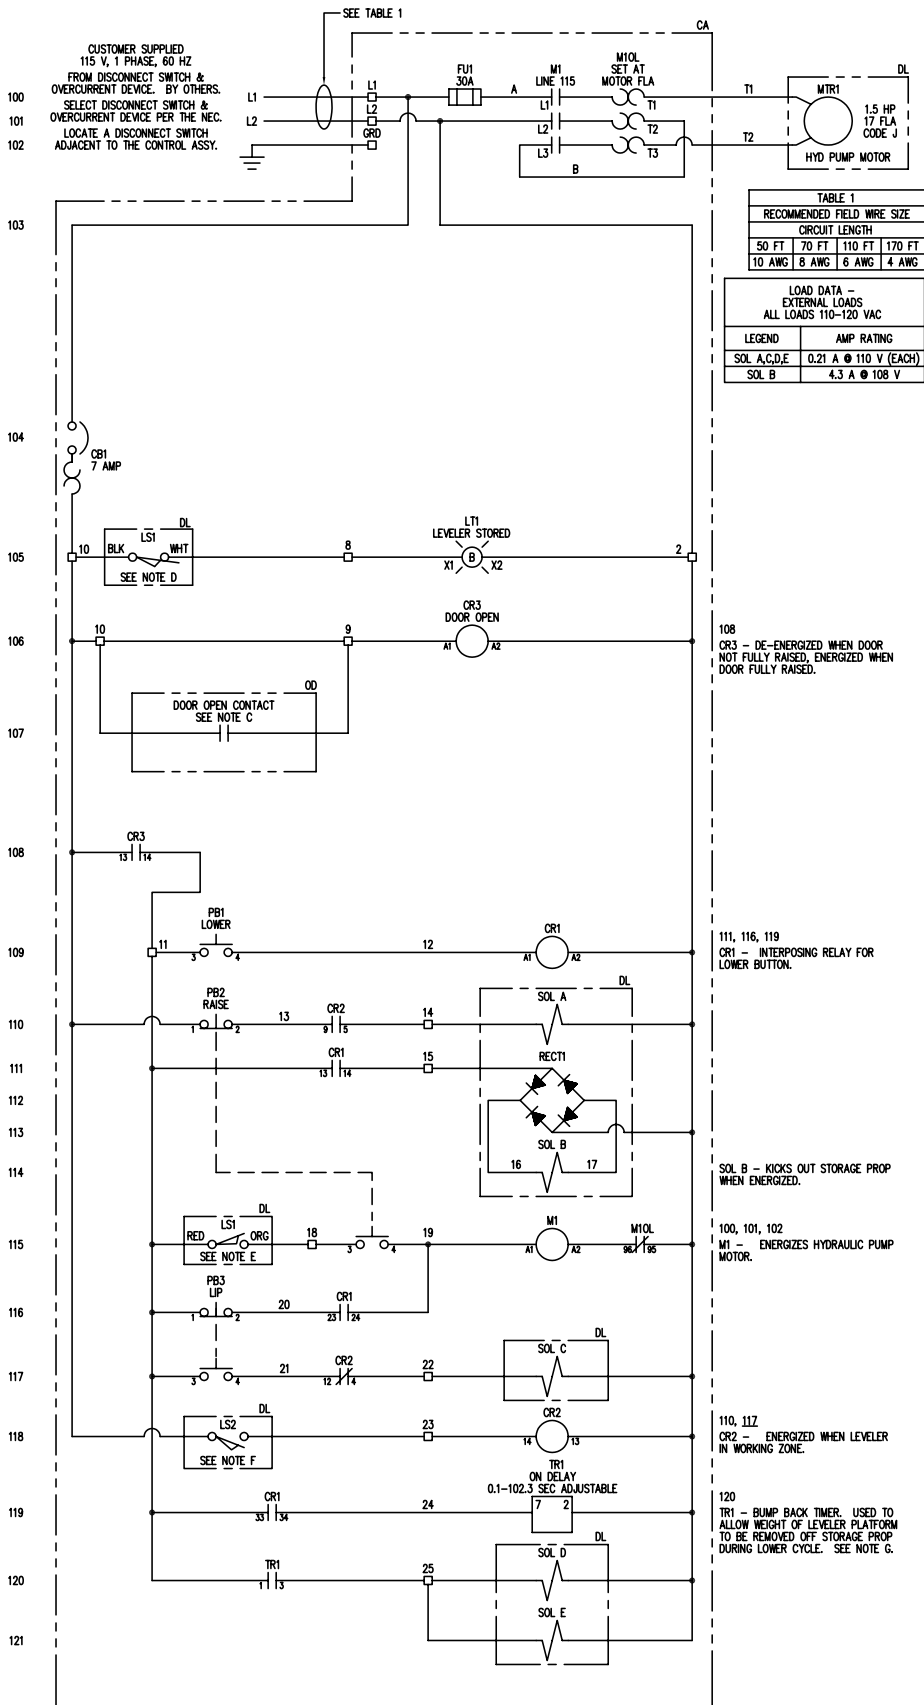 SEE TABLE 1
CA
CUSTOMER SUPPLIED
115 V, 1 PHASE, 60 HZ
FROM DISCONNECT SWITCH &
OVERCURRENT DEVICE. BY OTHERS.
SELECT DISCONNECT SWITCH &
OVERCURRENT DEVICE PER THE NEC.
LOCATE A DISCONNECT SWITCH
ADJACENT TO THE CONTROL ASSY.
FU1
30A
M1
LINE 115
M1OL
SET AT
MOTOR FLA
DL
100
L1
L1
A
L1
T1
T1
MTR1
101
L2
L2
L2
T2
1.5 HP
17 FLA
CODE J
102
GRD
L3
T3
T2
B
HYD PUMP MOTOR
103
TABLE 1
RECOMMENDED FIELD WIRE SIZE
CIRCUIT LENGTH
50 FT 70 FT 110 FT 170 FT
10 AWG 8 AWG 6 AWG 4 AWG
LOAD DATA –
EXTERNAL LOADS
ALL LOADS 110–120 VAC
LEGEND AMP RATING
SOL A,C,D,E 0.21 A @ 110 V (EACH)
SOL B 4.3 A @ 108 V
104
CB1
7 AMP
105
10
DL
LS1
BLK WHT
SEE NOTE D
8
LT1
LEVELER STORED
B
X1 X2
2
106
10
9
CR3
DOOR OPEN
A1 A2
108
CR3 – DE–ENERGIZED WHEN DOOR
NOT FULLY RAISED, ENERGIZED WHEN
DOOR FULLY RAISED.
107
OD
DOOR OPEN CONTACT
SEE NOTE C
108
CR3
13 14
109
11
PB1
LOWER
3 4
12
CR1
A1 A2
111, 116, 119
CR1 – INTERPOSING RELAY FOR
LOWER BUTTON.
110
PB2
RAISE
1 2
13
CR2
9 5
14
DL
SOL A
111
CR1
13 14
15
RECT1
112
113
114
SOL B
16 17
SOL B – KICKS OUT STORAGE PROP
WHEN ENERGIZED.
115
DL
LS1
RED ORG
SEE NOTE E
18
3 4
19
M1
A1 A2
M1OL
96 95
100, 101, 102
M1 – ENERGIZES HYDRAULIC PUMP
MOTOR.
116
PB3
LIP
1 2
20
CR1
23 24
117
3 4
21
CR2
12 4
22
DL
SOL C
118
DL
LS2
SEE NOTE F
23
CR2
14 13
110, 117
CR2 – ENERGIZED WHEN LEVELER
IN WORKING ZONE.
119
CR1
33 34
24
TR1
ON DELAY
0.1–102.3 SEC ADJUSTABLE
7 2
120
TR1 – BUMP BACK TIMER. USED TO
ALLOW WEIGHT OF LEVELER PLATFORM
TO BE REMOVED OFF STORAGE PROP
DURING LOWER CYCLE. SEE NOTE G.
120
TR1
1 3
25
DL
SOL D
121
SOL E